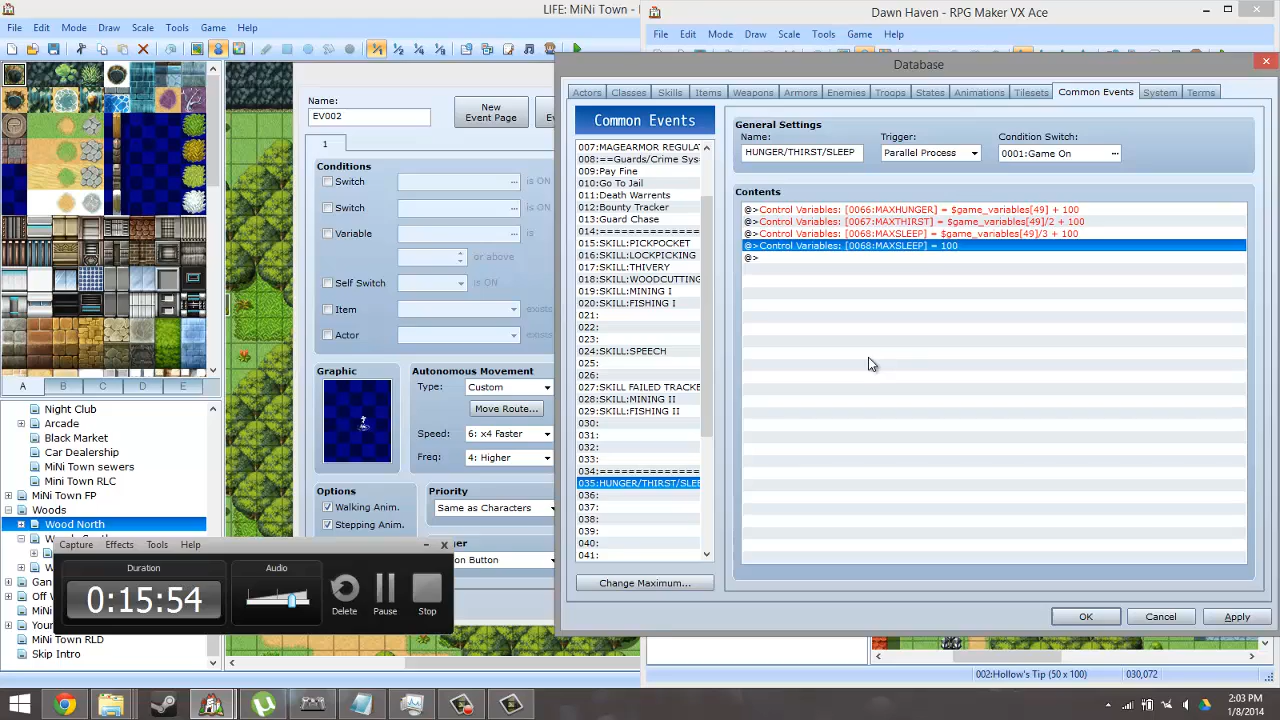 LIFE: MiNi Town -
File Edit Mode Draw Scale Tools Game
Name:
EV002
New
Event Page
1
Conditions
Switch ... is ON
Switch ... is ON
Variable ... is
or above
Self Switch is ON
Item exists
Actor exists
Graphic
Autonomous Movement
Type: Custom
Move Route...
Speed: 6: x4 Faster
Freq: 4: Higher
Options
Walking Anim.
Stepping Anim.
Priority
Same as Characters
A B C D E
Night Club
Arcade
Black Market
Car Dealership
MiNi Town sewers
Mini Town RLC
MiNi Town FP
Woods
Wood North
MiNi Town RLD
Skip Intro
Capture Effects Tools Help
Duration
0:15:54
Audio
Delete Pause Stop
Dawn Haven - RPG Maker VX Ace
File Edit Mode Draw Scale Tools Game
Database
Actors Classes Skills Items Weapons Armors Enemies Troops States Animations Tilesets Common Events System Terms
Common Events
007:MAGEARMOR REGULA
008:==Guards/Crime Sys
009:Pay Fine
010:Go To Jail
011:Death Warrents
012:Bounty Tracker
013:Guard Chase
014:===============
015:SKILL:PICKPOCKET
016:SKILL:LOCKPICKING
017:SKILL:THIVERY
018:SKILL:WOODCUTTING
019:SKILL:MINING I
020:SKILL:FISHING I
021:
022:
023:
024:SKILL:SPEECH
025:
026:
027:SKILL FAILED TRACKE
028:SKILL:MINING II
029:SKILL:FISHING II
030:
031:
032:
033:
034:===============
035:HUNGER/THIRST/SLEE
036:
037:
038:
039:
040:
041:
Change Maximum...
General Settings
Name: Trigger: Condition Switch:
HUNGER/THIRST/SLEEP Parallel Process 0001:Game On ...
Contents
@>Control Variables: [0066:MAXHUNGER] = $game_variables[49] + 100
@>Control Variables: [0067:MAXTHIRST] = $game_variables[49]/2 + 100
@>Control Variables: [0068:MAXSLEEP] = $game_variables[49]/3 + 100
@>Control Variables: [0068:MAXSLEEP] = 100
@>
OK Cancel Apply
002:Hollow's Tip (50 x 100) 030,072
2:03 PM
1/8/2014